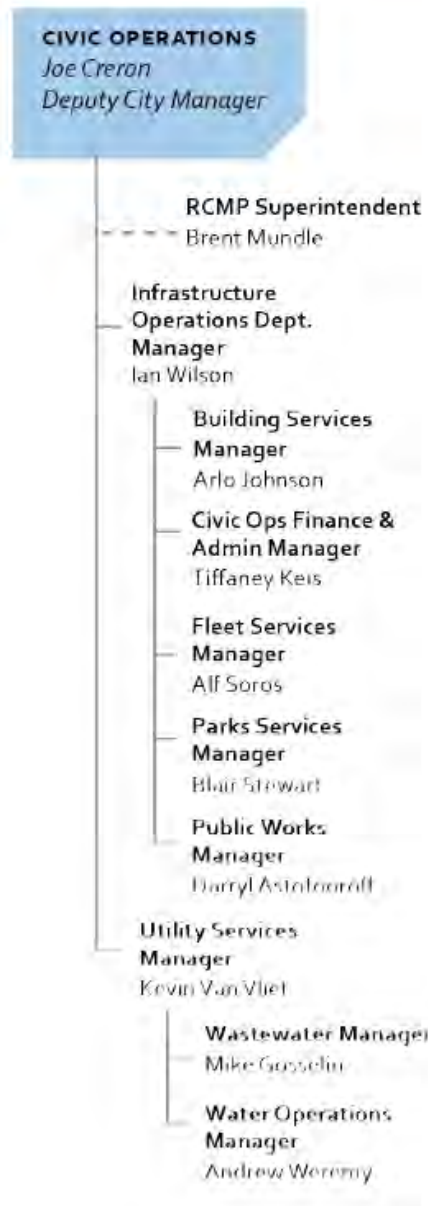 CIVIC OPERATIONS
Joe Creron
Deputy City Manager
RCMP Superintendent
Brent Mundle
Infrastructure
Operations Dept.
Manager
Ian Wilson
Building Services
Manager
Arlo Johnson
Civic Ops Finance &
Admin Manager
Tiffaney Keis
Fleet Services
Manager
Alf Soros
Parks Services
Manager
Blair Stewart
Public Works
Manager
Darryl
Utility Services
Manager
Kevin Van Vliet
Wastewater Manager
Mike Gosselin
Water Operations
Manager
Andrew